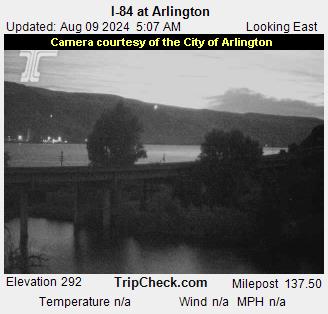 I-84 at Arlington
Updated: Aug 09 2024 5:07 AM Looking East
Camera courtesy of the City of Arlington
Elevation 292 TripCheck.com Milepost 137.50
Temperature n/a Wind n/a MPH n/a